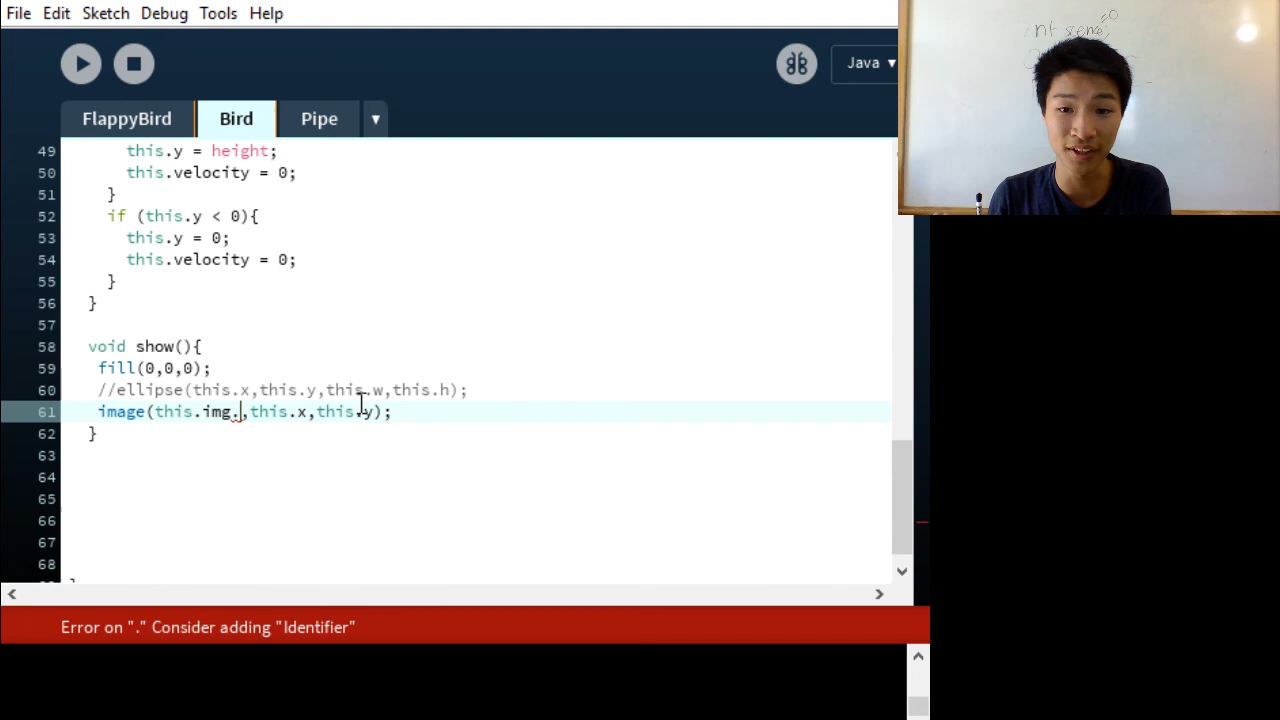 File Edit Sketch Debug Tools Help
Java ▾
FlappyBird Bird Pipe ▾
49 this.y = height;
50 this.velocity = 0;
51 }
52 if (this.y < 0){
53 this.y = 0;
54 this.velocity = 0;
55 }
56 }
57
58 void show(){
59 fill(0,0,0);
60 //ellipse(this.x,this.y,this.w,this.h);
61 image(this.img.,this.x,this.y);
62 }
63
64
65
66
67
68
Error on "." Consider adding "Identifier"